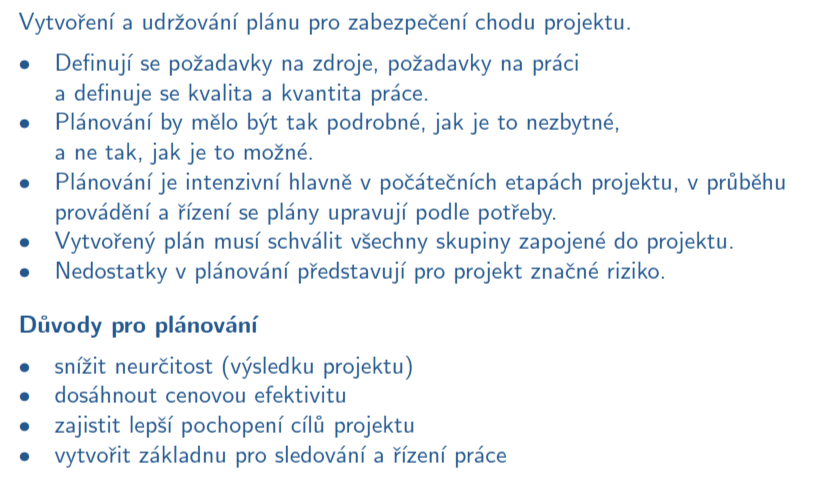 Vytvoření a udržování plánu pro zabezpečení chodu projektu.
• Definují se požadavky na zdroje, požadavky na práci
a definuje se kvalita a kvantita práce.
• Plánování by mělo být tak podrobné, jak je to nezbytné,
a ne tak, jak je to možné.
• Plánování je intenzivní hlavně v počátečních etapách projektu, v průběhu
provádění a řízení se plány upravují podle potřeby.
• Vytvořený plán musí schválit všechny skupiny zapojené do projektu.
• Nedostatky v plánování představují pro projekt značné riziko.
Důvody pro plánování
• snížit neurčitost (výsledku projektu)
• dosáhnout cenovou efektivitu
• zajistit lepší pochopení cílů projektu
• vytvořit základnu pro sledování a řízení práce